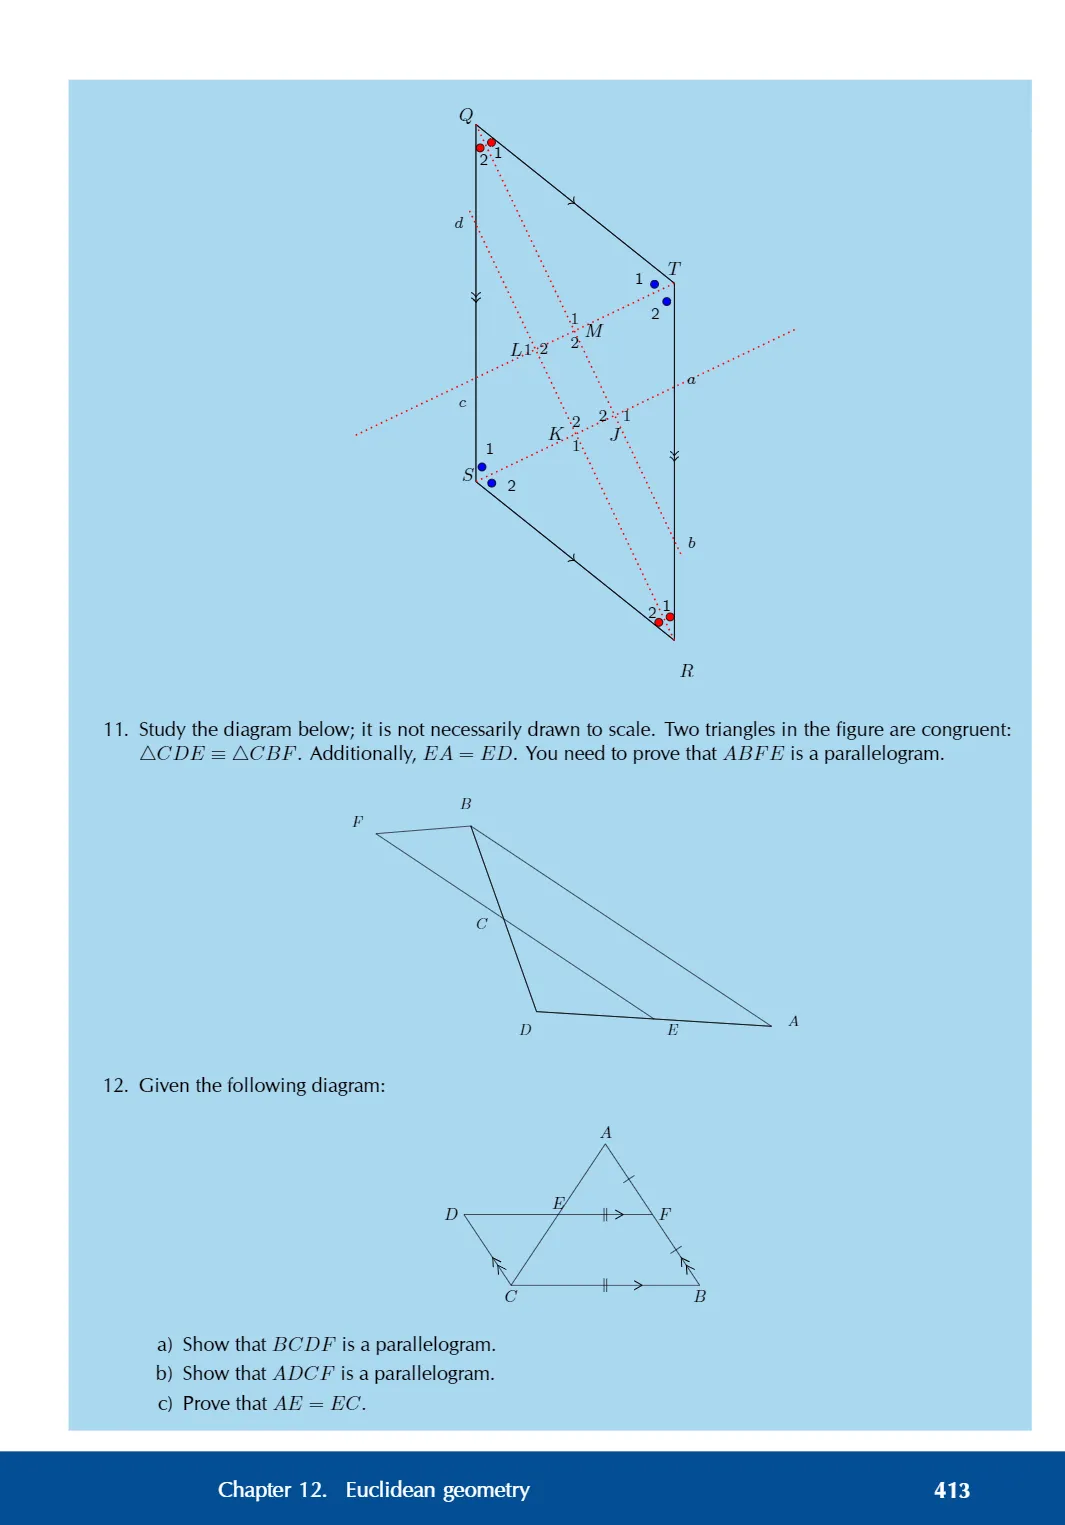 Q
2 1
d
T
1
2
1
M
L 1 2 2
a
c
2 2 1
K J
1
1
S
2
b
2 1
R
11. Study the diagram below; it is not necessarily drawn to scale. Two triangles in the figure are congruent:
△CDE ≡ △CBF. Additionally, EA = ED. You need to prove that ABFE is a parallelogram.
B
F
C
D E A
12. Given the following diagram:
A
E
D F
C B
a) Show that BCDF is a parallelogram.
b) Show that ADCF is a parallelogram.
c) Prove that AE = EC.
Chapter 12. Euclidean geometry 413